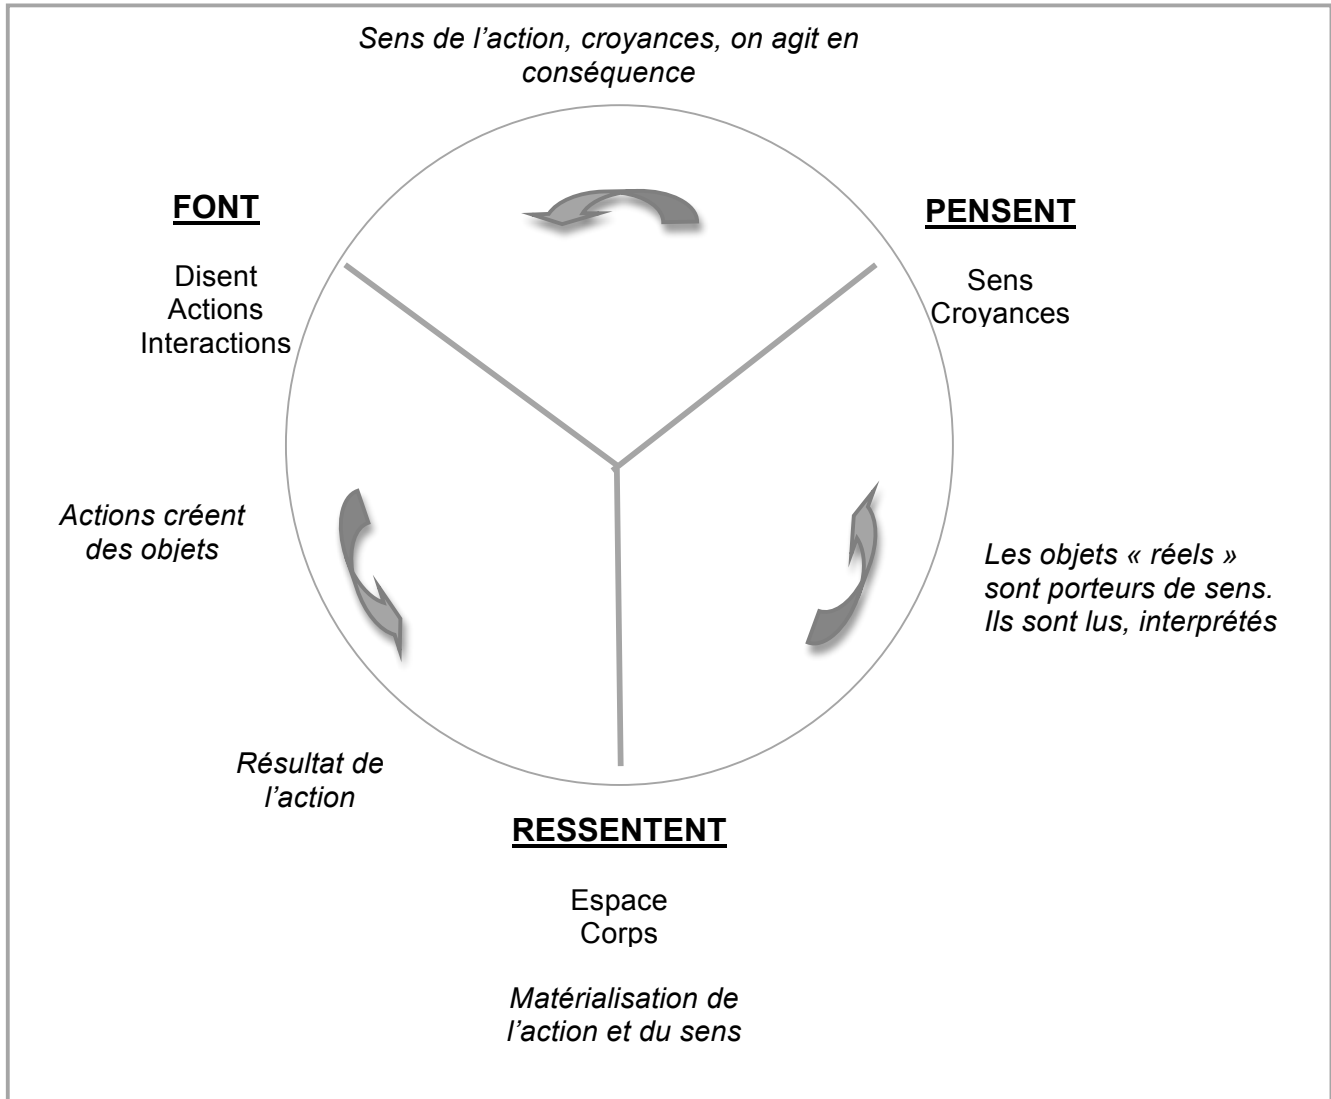 Sens de l’action, croyances, on agit en
conséquence
FONT
Disent
Actions
Interactions
PENSENT
Sens
Croyances
Actions créent
des objets
Les objets « réels »
sont porteurs de sens.
Ils sont lus, interprétés
Résultat de
l’action
RESSENTENT
Espace
Corps
Matérialisation de
l’action et du sens